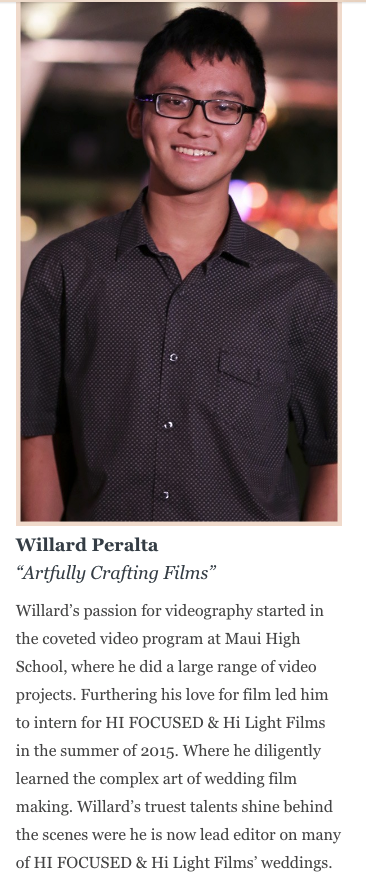 Willard Peralta
“Artfully Crafting Films”
Willard’s passion for videography started in
the coveted video program at Maui High
School, where he did a large range of video
projects. Furthering his love for film led him
to intern for HI FOCUSED & Hi Light Films
in the summer of 2015. Where he diligently
learned the complex art of wedding film
making. Willard’s truest talents shine behind
the scenes were he is now lead editor on many
of HI FOCUSED & Hi Light Films’ weddings.